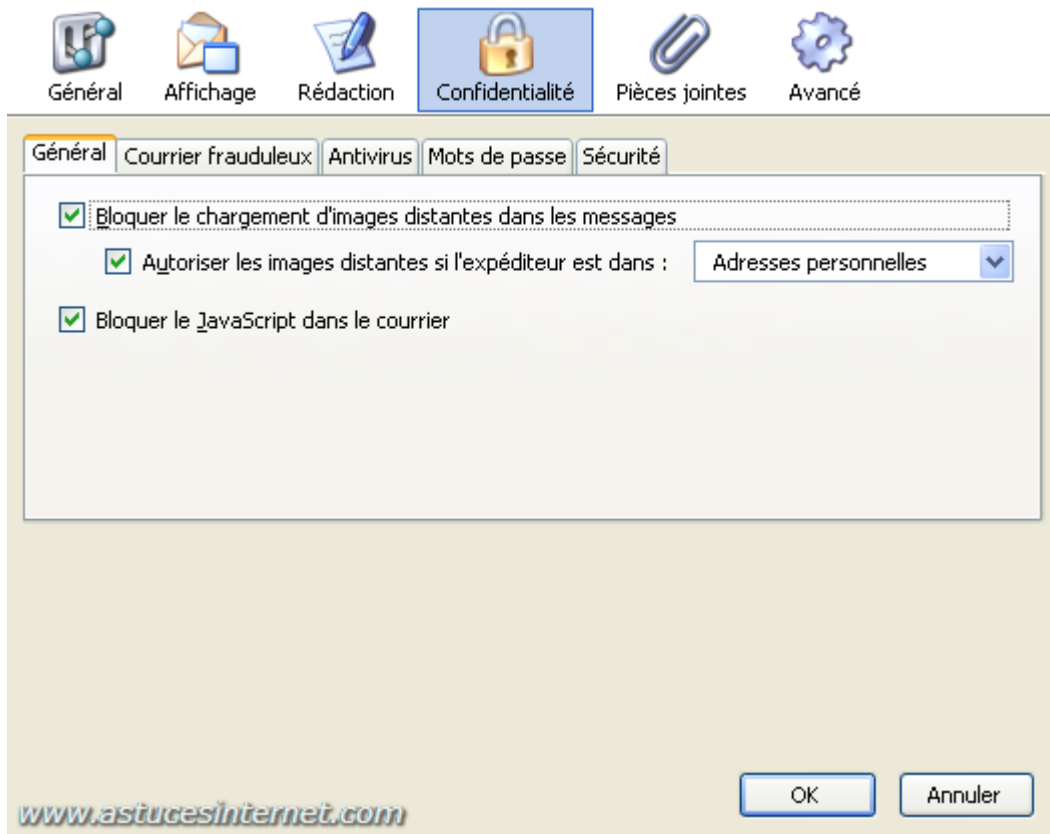 Général Affichage Rédaction Confidentialité Pièces jointes Avancé
Général Courrier frauduleux Antivirus Mots de passe Sécurité
Bloquer le chargement d'images distantes dans les messages
Autoriser les images distantes si l'expéditeur est dans : Adresses personnelles
Bloquer le JavaScript dans le courrier
OK Annuler
www.astucesinternet.com